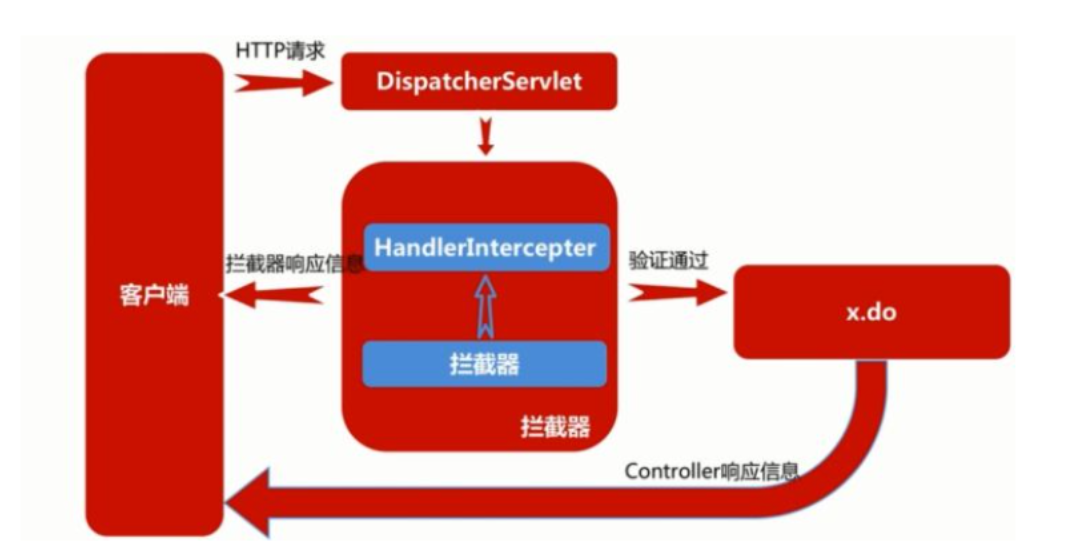 HTTP请求
DispatcherServlet
HandlerIntercepter
拦截器响应信息
验证通过
客户端
x.do
拦截器
拦截器
Controller响应信息